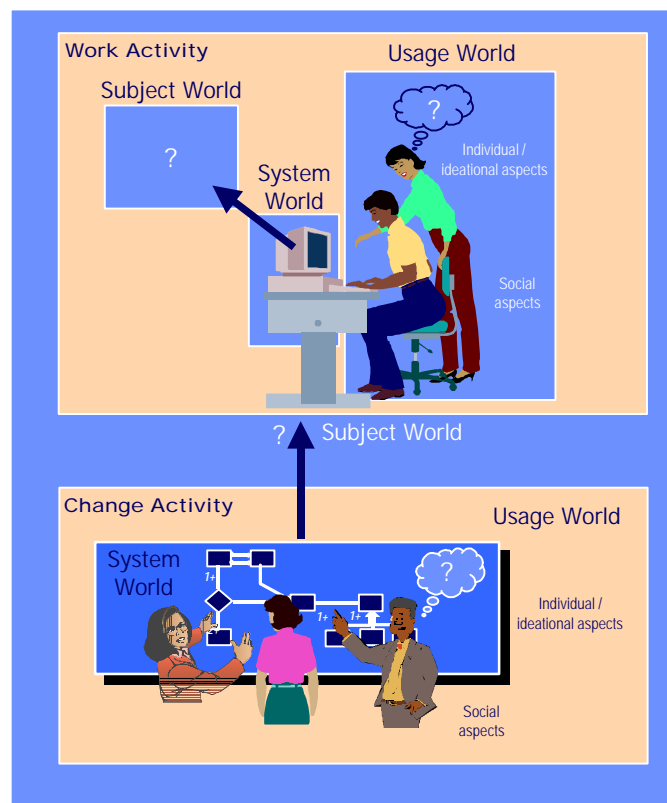 Work Activity
Usage World
Subject World
?
?
Individual /
ideational aspects
System
World
Social
aspects
? Subject World
Change Activity
Usage World
System
World
1+
?
1+
1+
Individual /
ideational aspects
Social
aspects